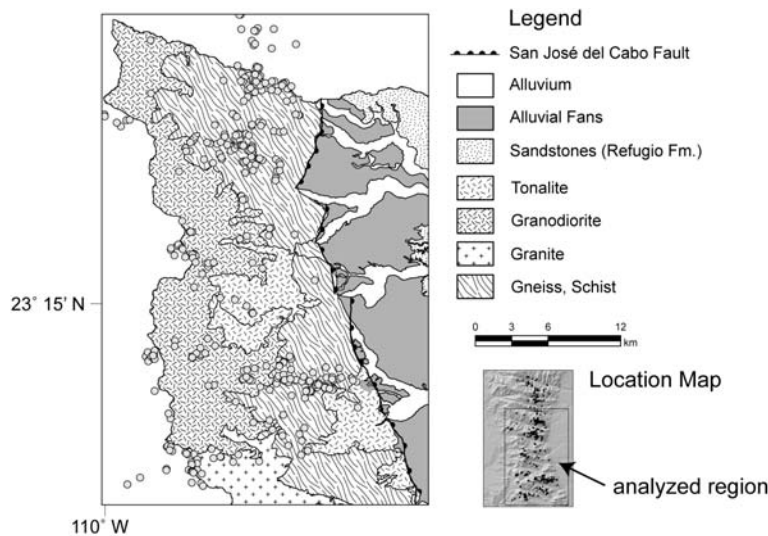 Legend
San José del Cabo Fault
Alluvium
Alluvial Fans
Sandstones (Refugio Fm.)
Tonalite
Granodiorite
Granite
Gneiss, Schist
23° 15' N
0 3 6 12
km
Location Map
analyzed region
110° W